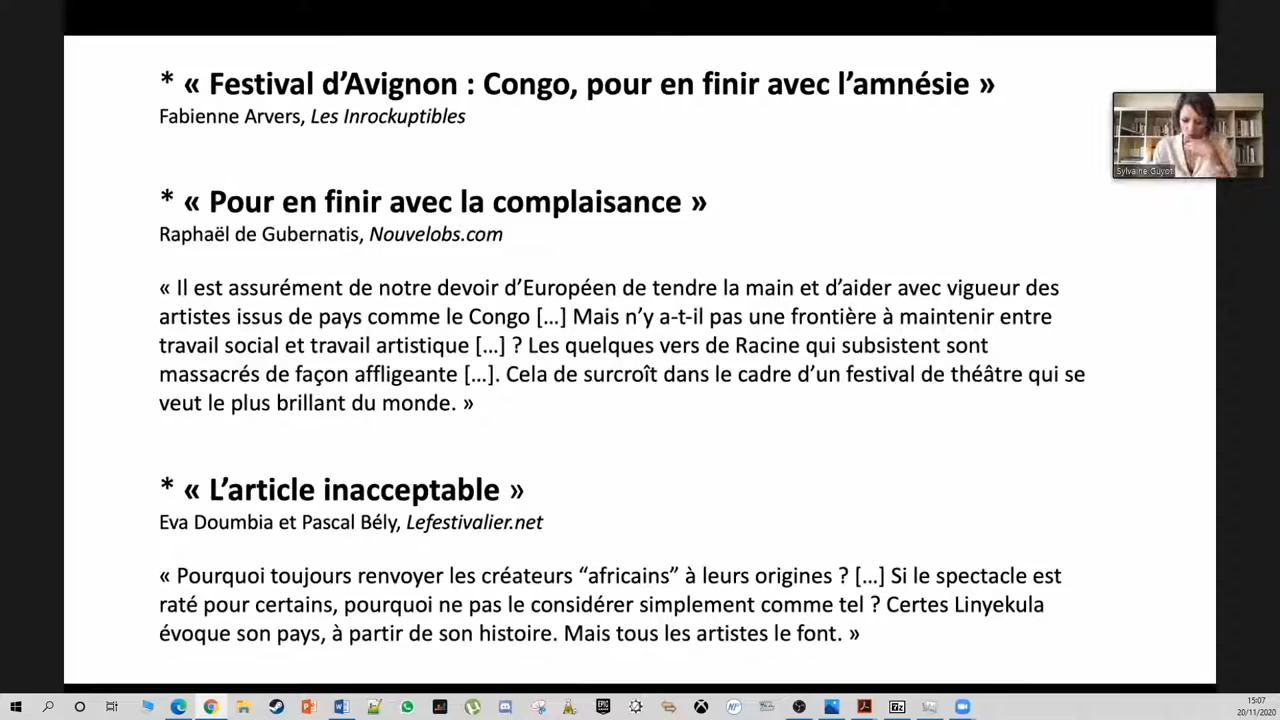 * « Festival d’Avignon : Congo, pour en finir avec l’amnésie »
Fabienne Arvers, Les Inrockuptibles
Sylvaine Guyot
* « Pour en finir avec la complaisance »
Raphaël de Gubernatis, Nouvelobs.com
« Il est assurément de notre devoir d’Européen de tendre la main et d’aider avec vigueur des
artistes issus de pays comme le Congo […] Mais n’y a-t-il pas une frontière à maintenir entre
travail social et travail artistique […] ? Les quelques vers de Racine qui subsistent sont
massacrés de façon affligeante […]. Cela de surcroît dans le cadre d’un festival de théâtre qui se
veut le plus brillant du monde. »
* « L’article inacceptable »
Eva Doumbia et Pascal Bély, Lefestivalier.net
« Pourquoi toujours renvoyer les créateurs “africains” à leurs origines ? […] Si le spectacle est
raté pour certains, pourquoi ne pas le considérer simplement comme tel ? Certes Linyekula
évoque son pays, à partir de son histoire. Mais tous les artistes le font. »
15:07
20/11/2020